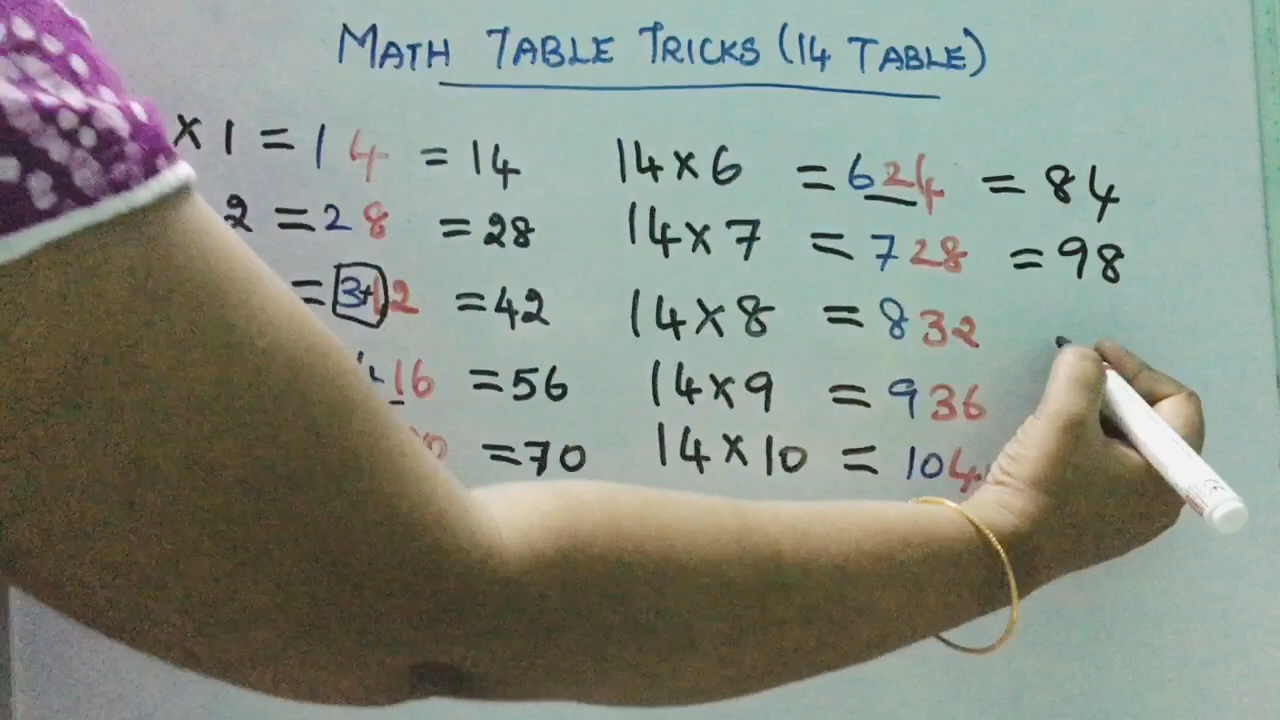 MATH TABLE TRICKS (14 TABLE)
× 1 = 1 4 = 14
2 = 2 8 = 28
= 3+12 = 42
+16 = 56
= 70
14 × 6 = 6 24 = 84
14 × 7 = 7 28 = 98
14 × 8 = 8 32
14 × 9 = 9 36
14 × 10 = 10 4